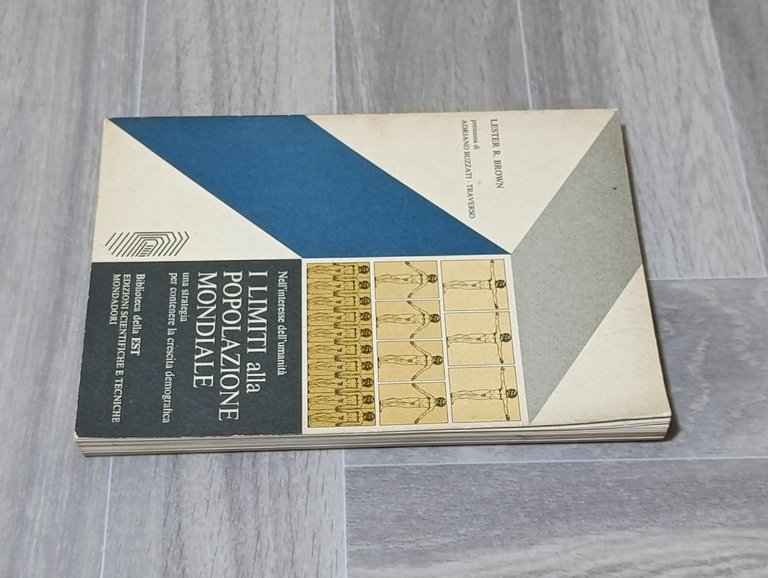 LESTER R. BROWN
premessa di
ADRIANO BUZZATI - TRAVERSO
Nell'interesse dell'umanità
I LIMITI alla
POPOLAZIONE
MONDIALE
una strategia
per contenere la crescita demografica
Biblioteca della EST
EDIZIONI SCIENTIFICHE E TECNICHE
MONDADORI